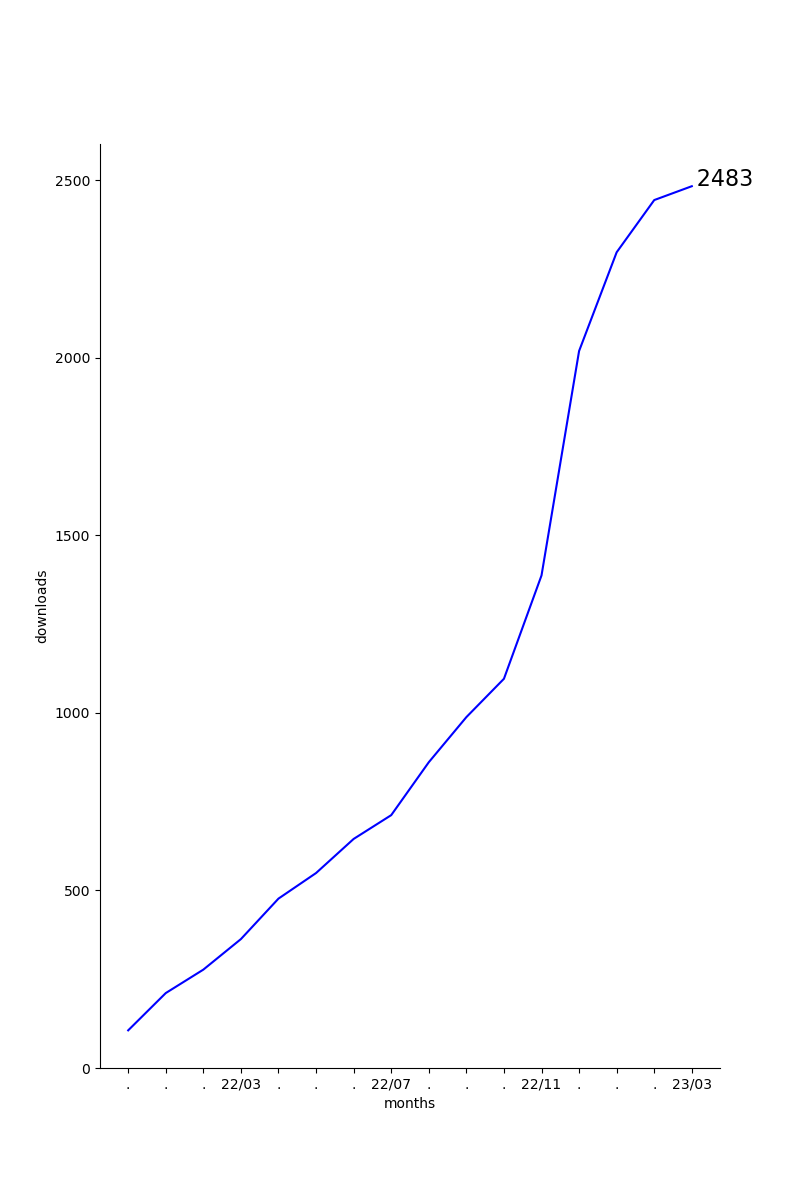 2483
2500
2000
1500
1000
500
0
downloads
. . . 22/03 . . . 22/07 . . . 22/11 . . . 23/03
months